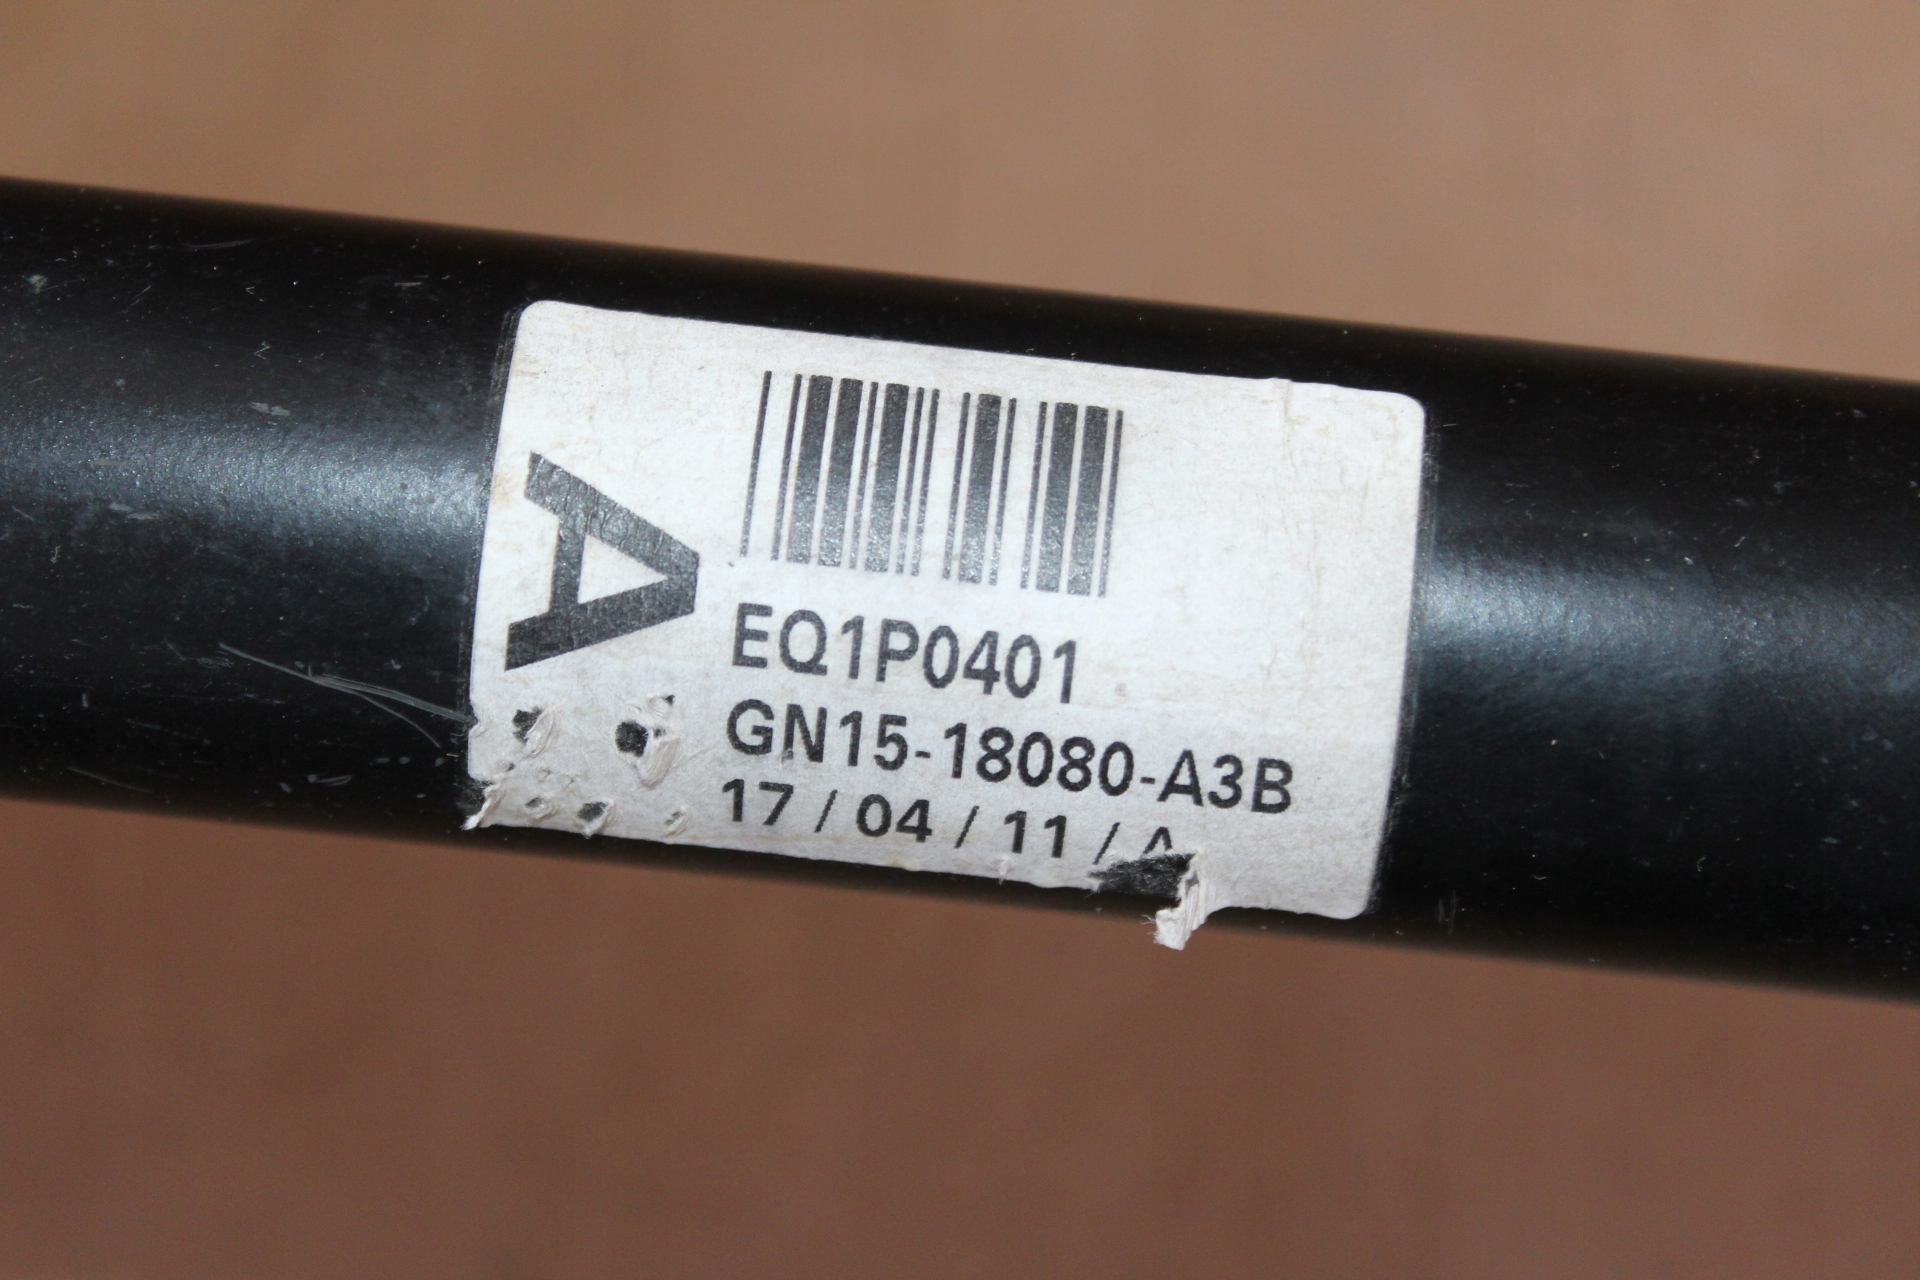 A
EQ1P0401
GN15-18080-A3B
17 / 04 / 11 / A